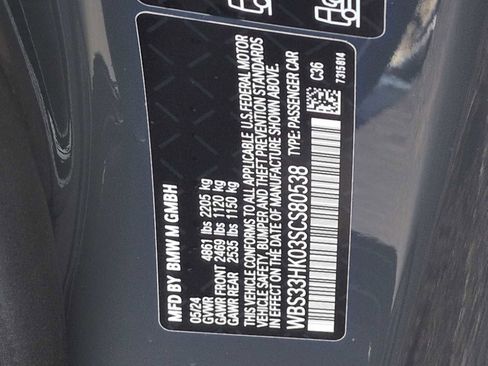 MFD BY BMW M GMBH
05/24
GVWR 4861 lbs 2205 kg
GAWR FRONT 2469 lbs 1120 kg
GAWR REAR 2535 lbs 1150 kg
THIS VEHICLE CONFORMS TO ALL APPLICABLE U.S. FEDERAL MOTOR
VEHICLE SAFETY, BUMPER AND THEFT PREVENTION STANDARDS
IN EFFECT ON THE DATE OF MANUFACTURE SHOWN ABOVE.
WBS33HK03SCS80538 TYPE: PASSENGER CAR
C36
7315814